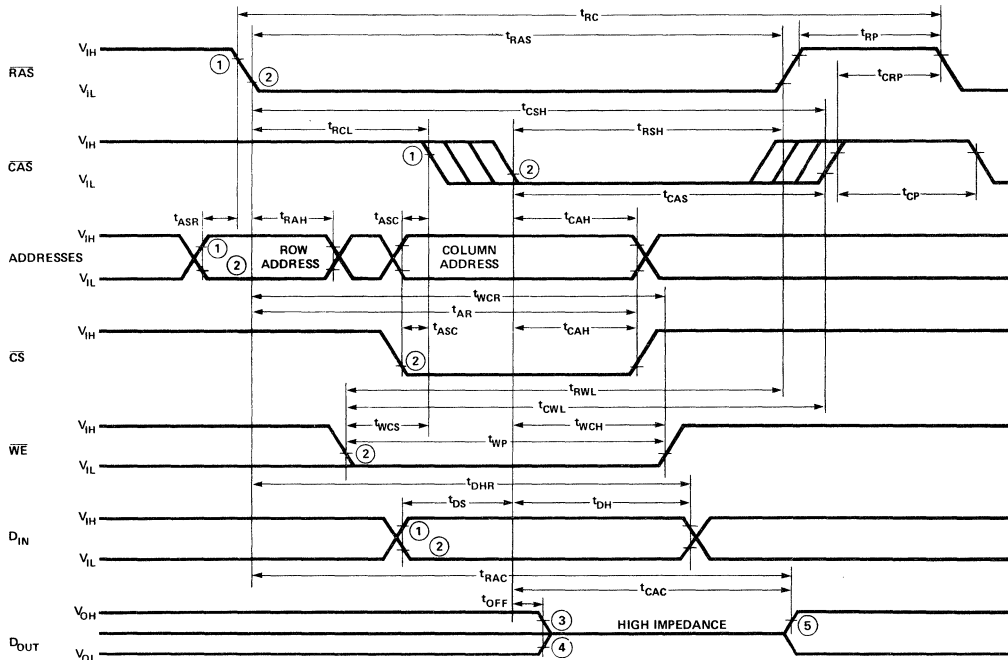 tRC
tRAS
tRP
VIH
1
RAS
2
tCRP
VIL
tCSH
tRCL
tRSH
VIH
1
CAS
2
VIL
tCAS
tCP
tASR
tRAH
tASC
tCAH
VIH
1
ROW
COLUMN
ADDRESSES
2
ADDRESS
ADDRESS
VIL
tWCR
tAR
VIH
tASC
tCAH
CS
2
VIL
tRWL
tCWL
VIH
tWCS
tWCH
WE
tWP
2
VIL
tDHR
tDS
tDH
VIH
1
DIN
2
VIL
tRAC
tCAC
tOFF
VOH
3
HIGH IMPEDANCE
5
DOUT
4
VOL